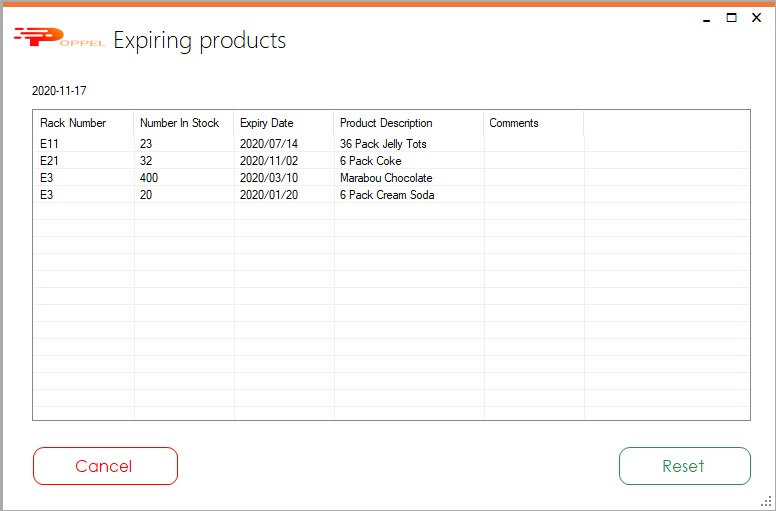 POPPEL Expiring products
2020-11-17
Rack Number Number In Stock Expiry Date Product Description Comments
E11 23 2020/07/14 36 Pack Jelly Tots
E21 32 2020/11/02 6 Pack Coke
E3 400 2020/03/10 Marabou Chocolate
E3 20 2020/01/20 6 Pack Cream Soda
Cancel Reset